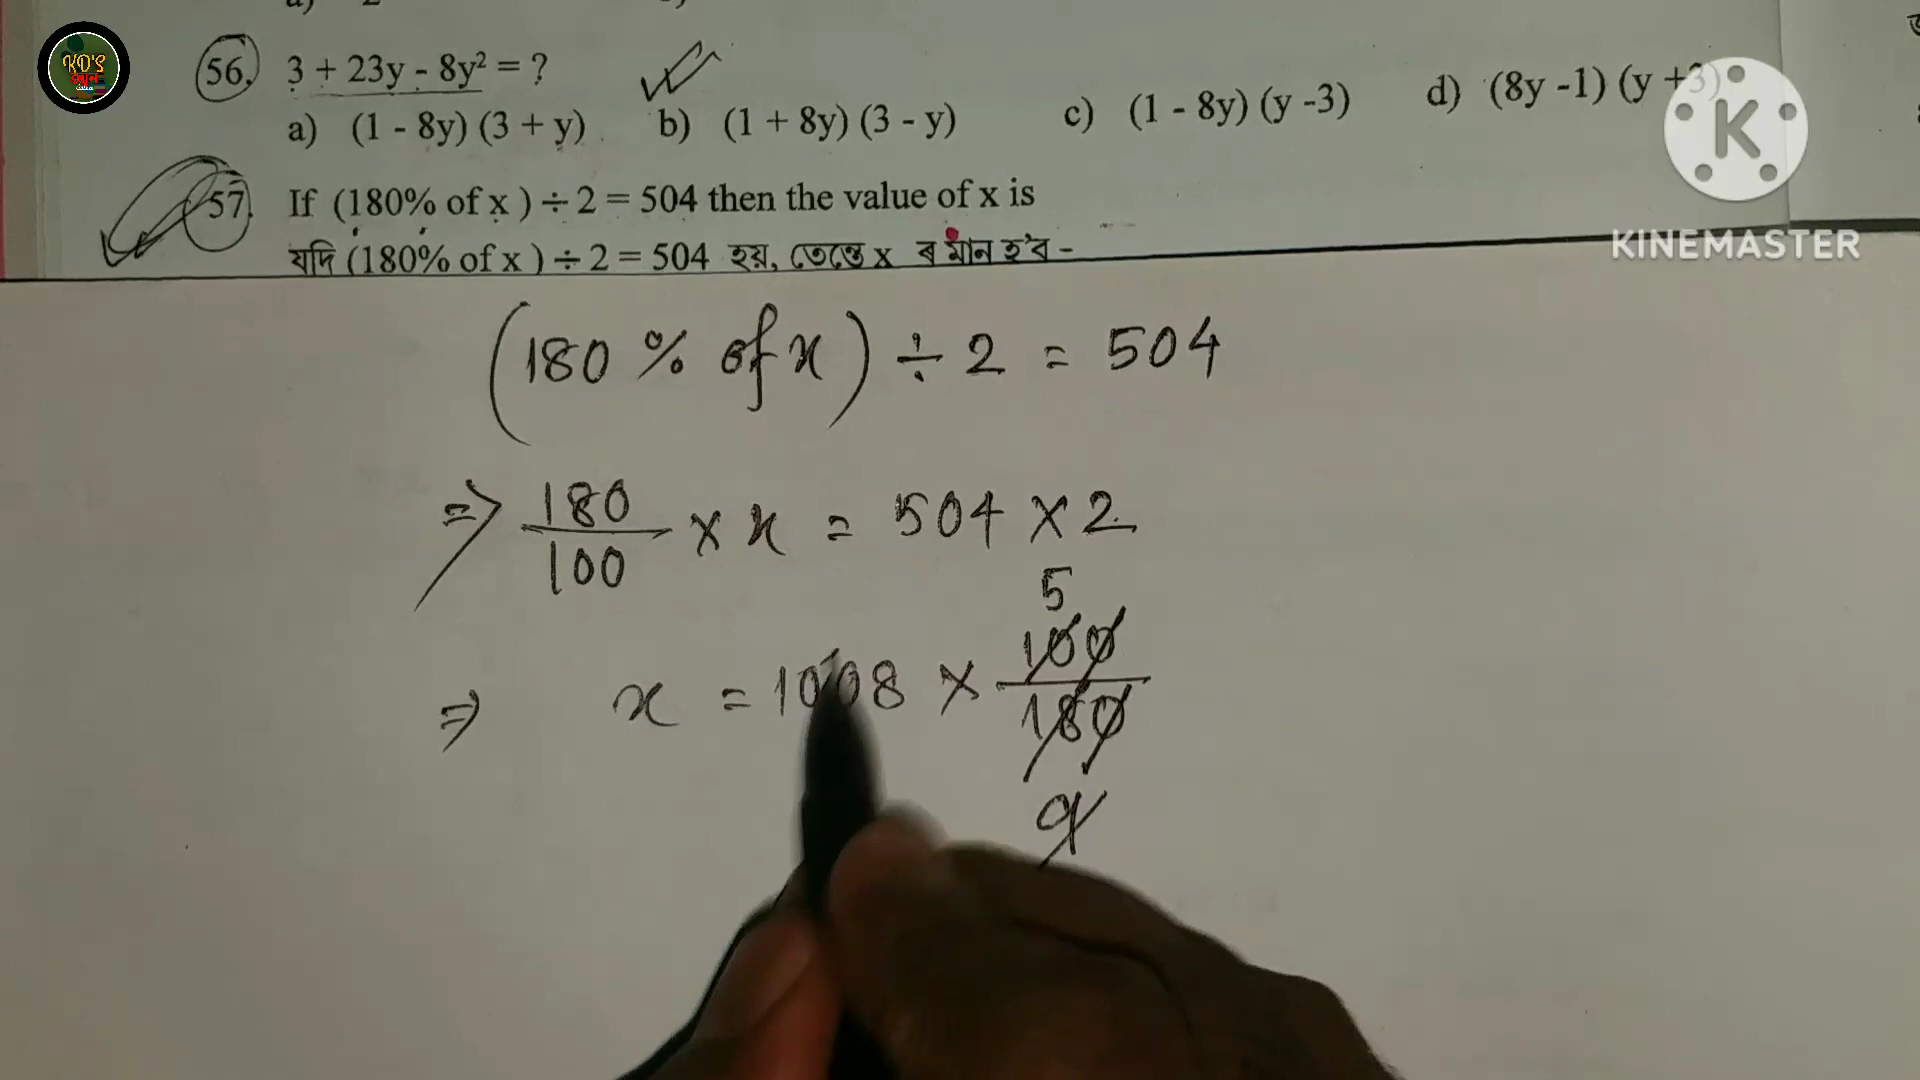 KD'S
56. 3 + 23y - 8y² = ?
a) (1 - 8y) (3 + y) b) (1 + 8y) (3 - y) c) (1 - 8y) (y -3) d) (8y -1) (y +3)
57. If (180% of x ) ÷ 2 = 504 then the value of x is
যদি (180% of x ) ÷ 2 = 504 হয়, তেন্তে x ৰ মান হ'ব -
K
KINEMASTER
(180 % of x) ÷ 2 = 504
⇒ 180/100 × x = 504 × 2
5
⇒ x = 1008 × 100/180
9